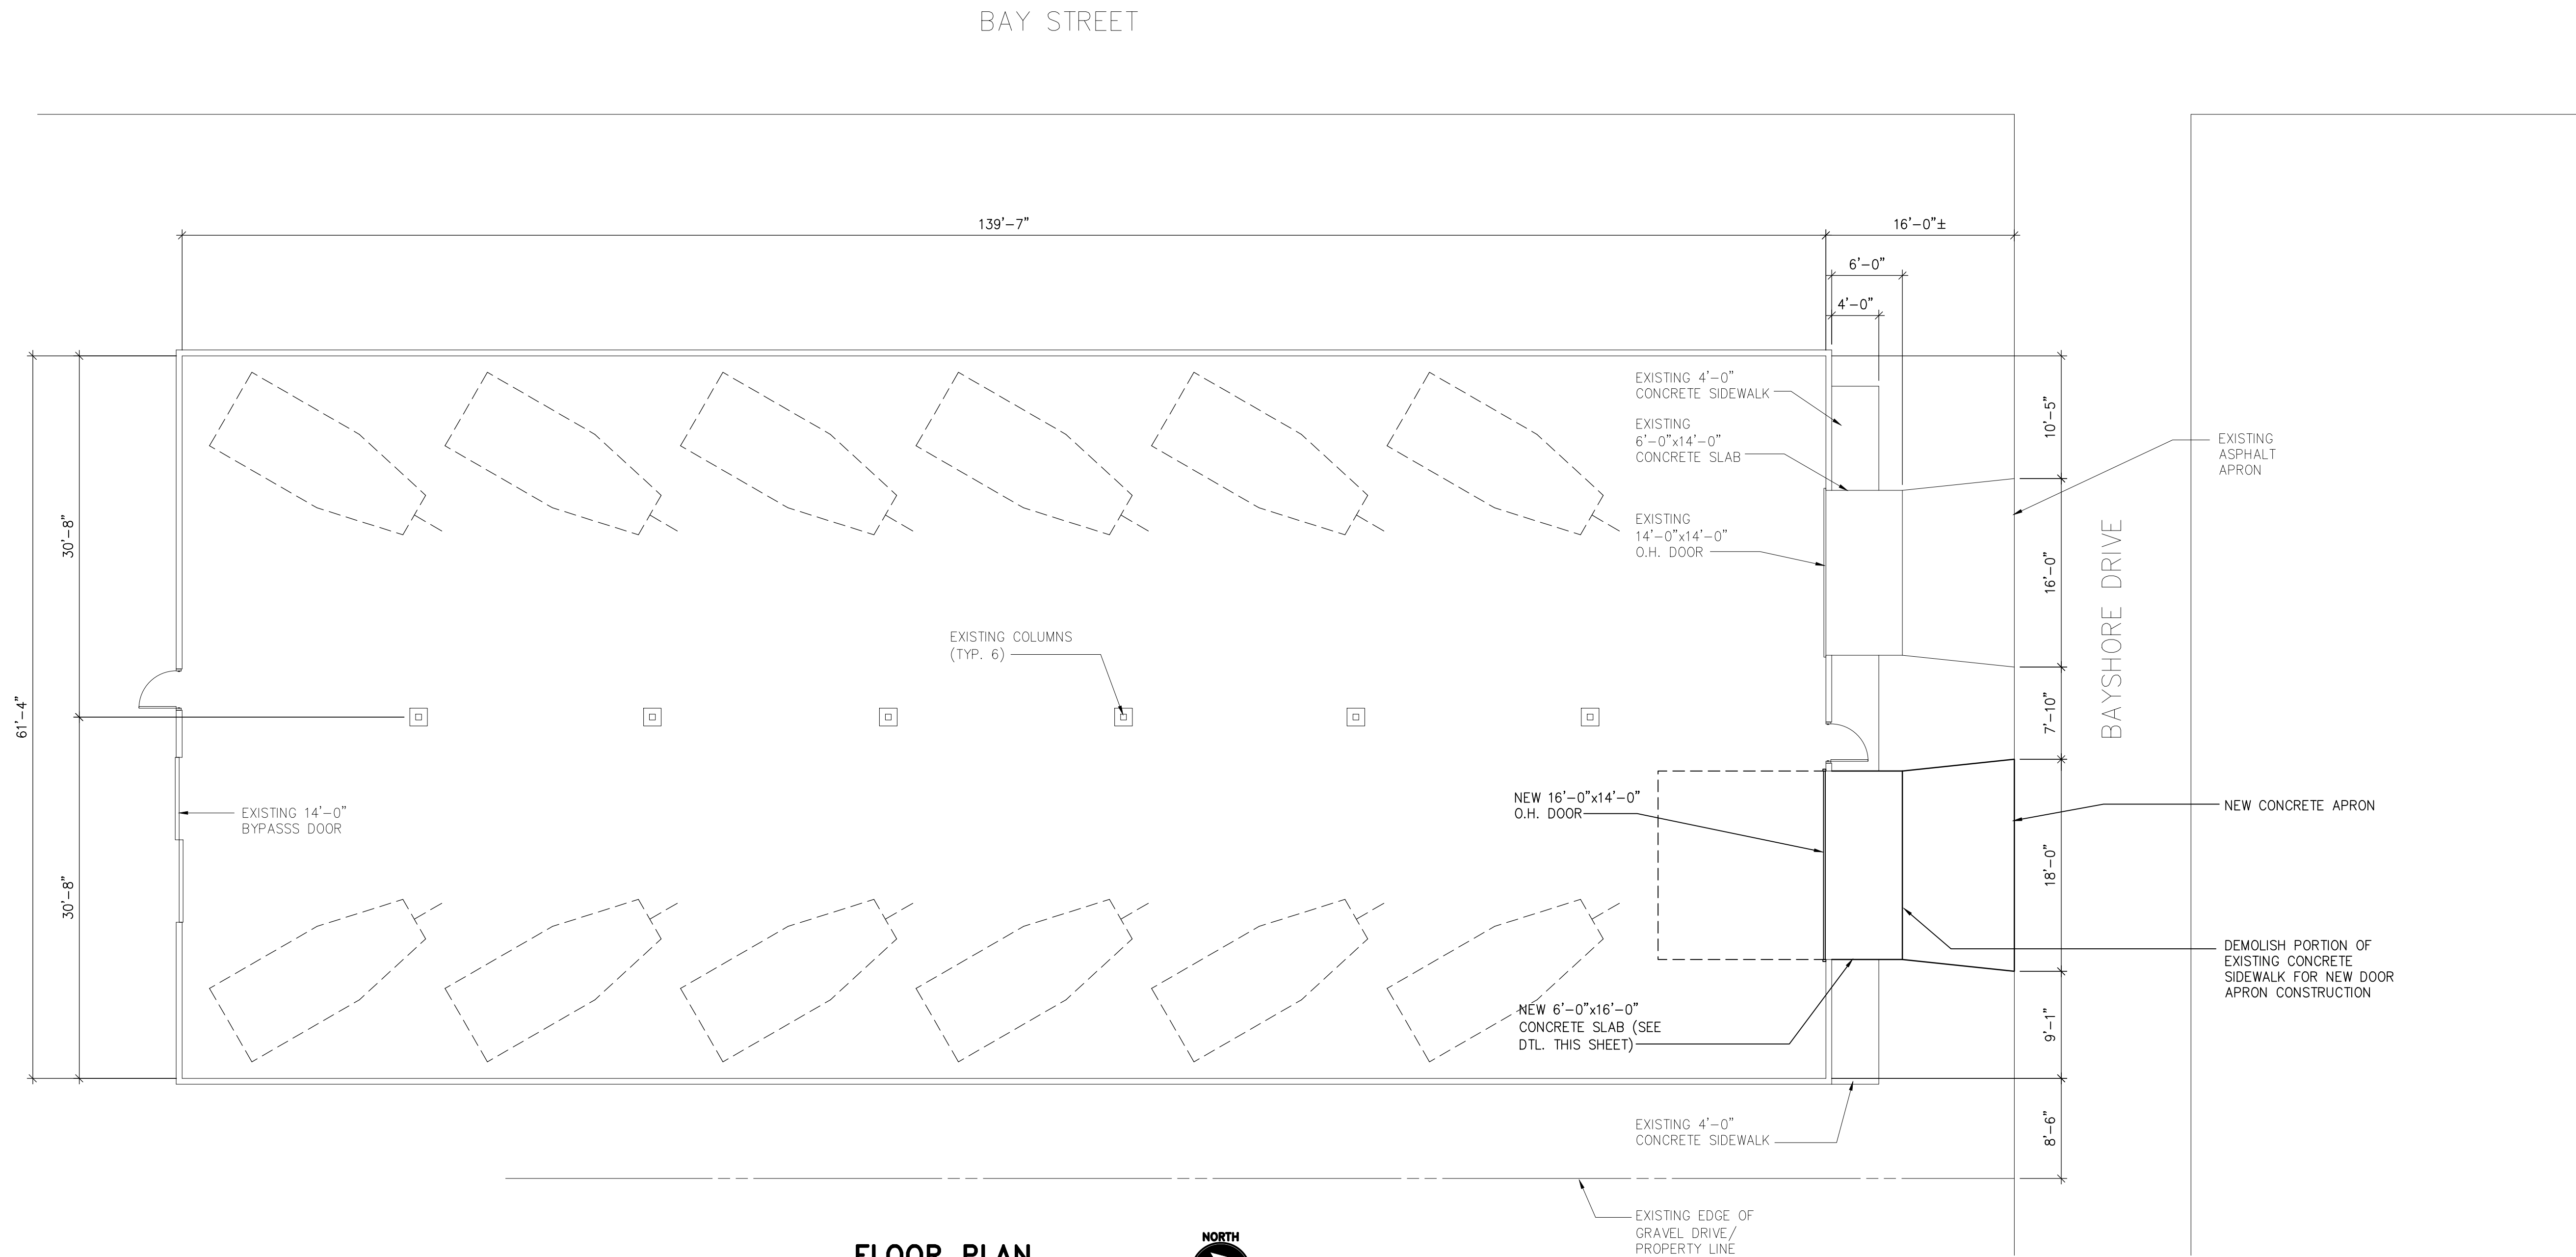 BAY STREET
139'-7"
16'-0"±
6'-0"
4'-0"
EXISTING 4'-0"
CONCRETE SIDEWALK
EXISTING
6'-0"x14'-0"
CONCRETE SLAB
EXISTING
14'-0"x14'-0"
O.H. DOOR
10'-5"
EXISTING
ASPHALT
APRON
30'-8"
16'-0"
BAYSHORE DRIVE
EXISTING COLUMNS
(TYP. 6)
61'-4"
7'-10"
EXISTING 14'-0"
BYPASSS DOOR
NEW 16'-0"x14'-0"
O.H. DOOR
NEW CONCRETE APRON
30'-8"
18'-0"
DEMOLISH PORTION OF
EXISTING CONCRETE
SIDEWALK FOR NEW DOOR
APRON CONSTRUCTION
NEW 6'-0"x16'-0"
CONCRETE SLAB (SEE
DTL. THIS SHEET)
9'-1"
EXISTING 4'-0"
CONCRETE SIDEWALK
8'-6"
EXISTING EDGE OF
GRAVEL DRIVE/
PROPERTY LINE
FLOOR PLAN
NORTH